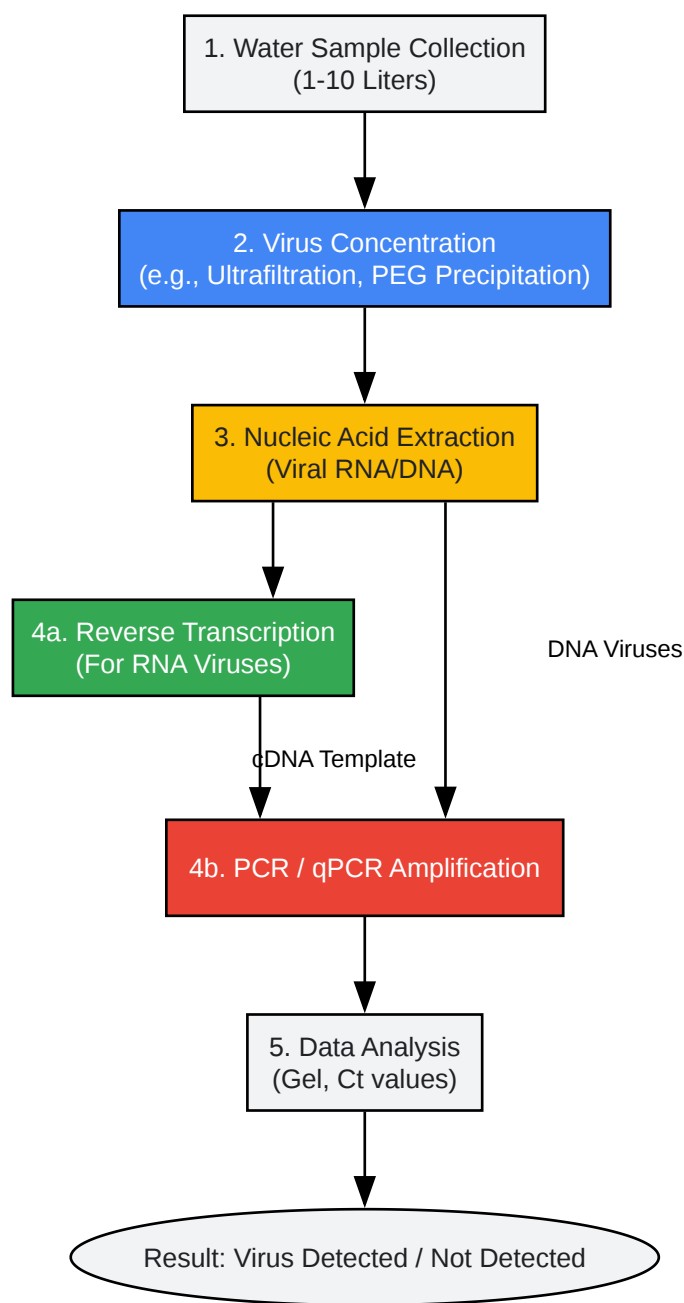 1. Water Sample Collection
(1-10 Liters)
2. Virus Concentration
(e.g., Ultrafiltration, PEG Precipitation)
3. Nucleic Acid Extraction
(Viral RNA/DNA)
4a. Reverse Transcription
(For RNA Viruses)
DNA Viruses
cDNA Template
4b. PCR / qPCR Amplification
5. Data Analysis
(Gel, Ct values)
Result: Virus Detected / Not Detected